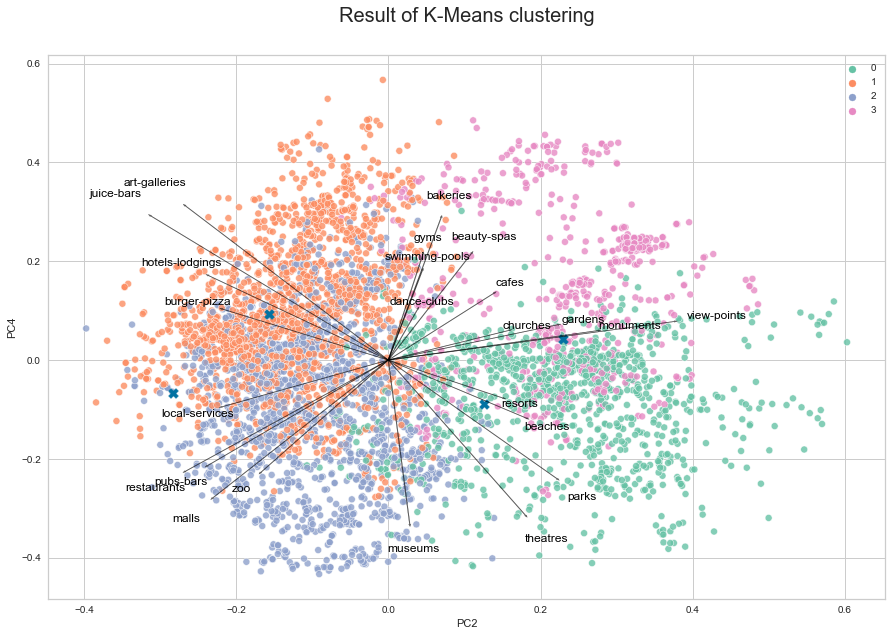 Result of K-Means clustering
0.6
0
1
2
3
0.4
art-galleries
juice-bars
bakeries
gyms
beauty-spas
0.2
hotels-lodgings
swimming-pools
cafes
burger-pizza
dance-clubs
view-points
churches
gardens
monuments
PC4
0.0
local-services
resorts
beaches
−0.2
pubs-bars
restaurants
zoo
parks
malls
museums
theatres
−0.4
−0.4
−0.2
0.0
0.2
0.4
0.6
PC2